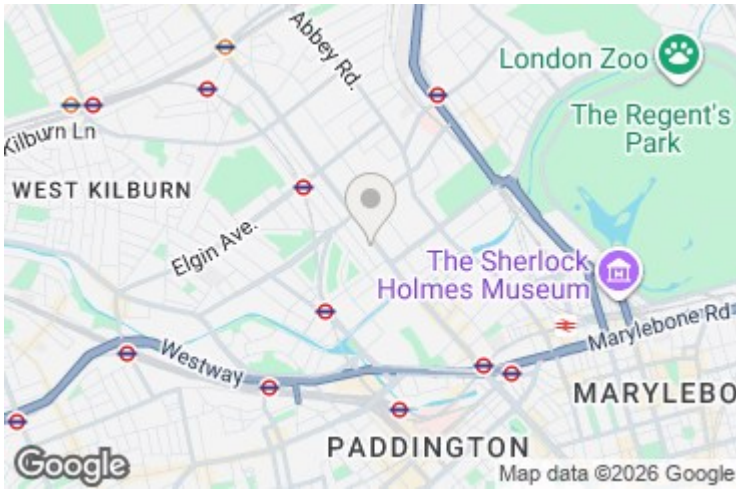 Abbey Rd.
London Zoo
The Regent's
Park
Kilburn Ln
WEST KILBURN
Elgin Ave.
The Sherlock
Holmes Museum
Marylebone Rd
Westway
MARYLEBO
PADDINGTON
Google
Map data ©2026 Google